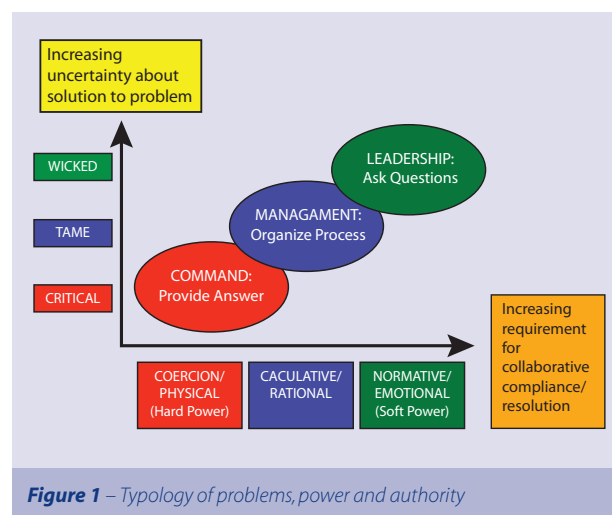 Increasing
uncertainty about
solution to problem
WICKED
TAME
CRITICAL
LEADERSHIP:
Ask Questions
MANAGAMENT:
Organize Process
COMMAND:
Provide Answer
COERCION/
PHYSICAL
(Hard Power)
CACULATIVE/
RATIONAL
NORMATIVE/
EMOTIONAL
(Soft Power)
Increasing
requirement
for
collaborative
compliance/
resolution
Figure 1 – Typology of problems, power and authority